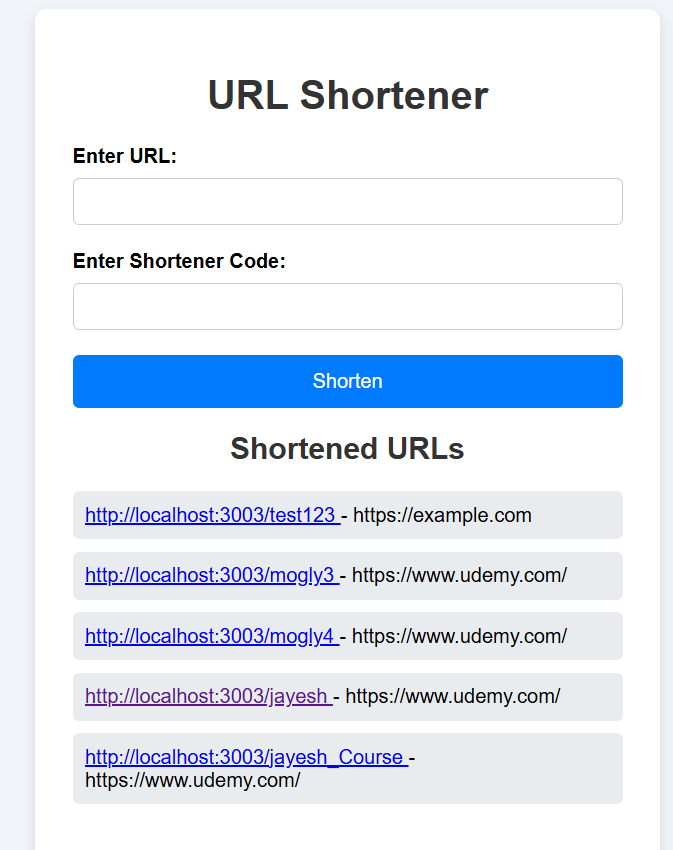 URL Shortener
Enter URL:
Enter Shortener Code:
Shorten
Shortened URLs
http://localhost:3003/test123 - https://example.com
http://localhost:3003/mogly3 - https://www.udemy.com/
http://localhost:3003/mogly4 - https://www.udemy.com/
http://localhost:3003/jayesh - https://www.udemy.com/
http://localhost:3003/jayesh_Course -
https://www.udemy.com/